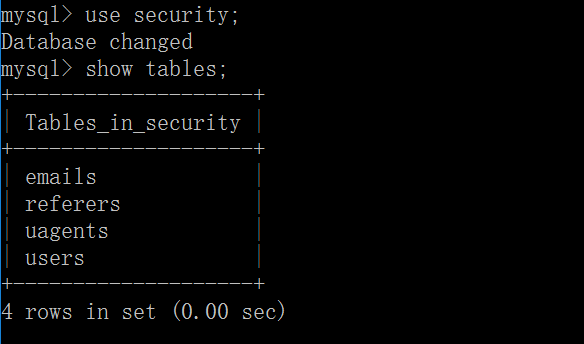 mysql> use security;
Database changed
mysql> show tables;
+--------------------+
| Tables_in_security |
+--------------------+
| emails             |
| referers           |
| uagents            |
| users              |
+--------------------+
4 rows in set (0.00 sec)